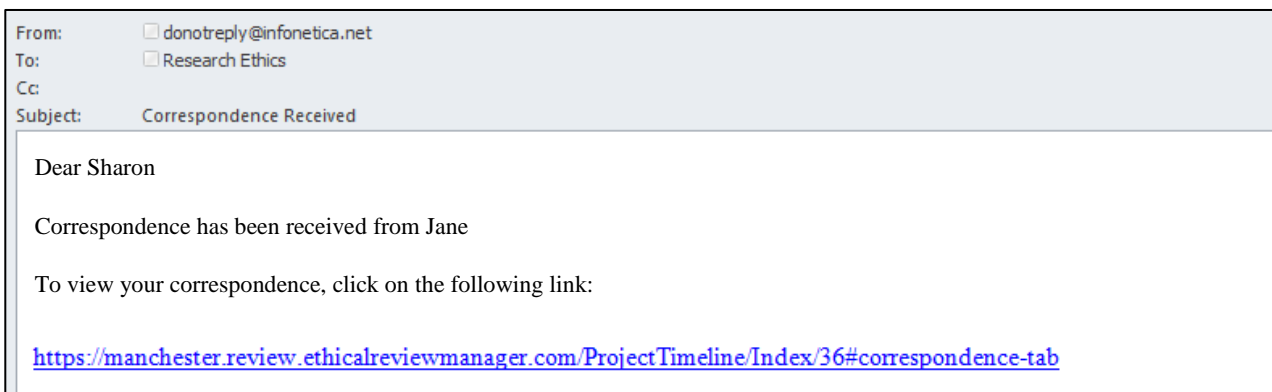 From: donotreply@infonetica.net
To: Research Ethics
Cc:
Subject: Correspondence Received
Dear Sharon
Correspondence has been received from Jane
To view your correspondence, click on the following link:
https://manchester.review.ethicalreviewmanager.com/ProjectTimeline/Index/36#correspondence-tab